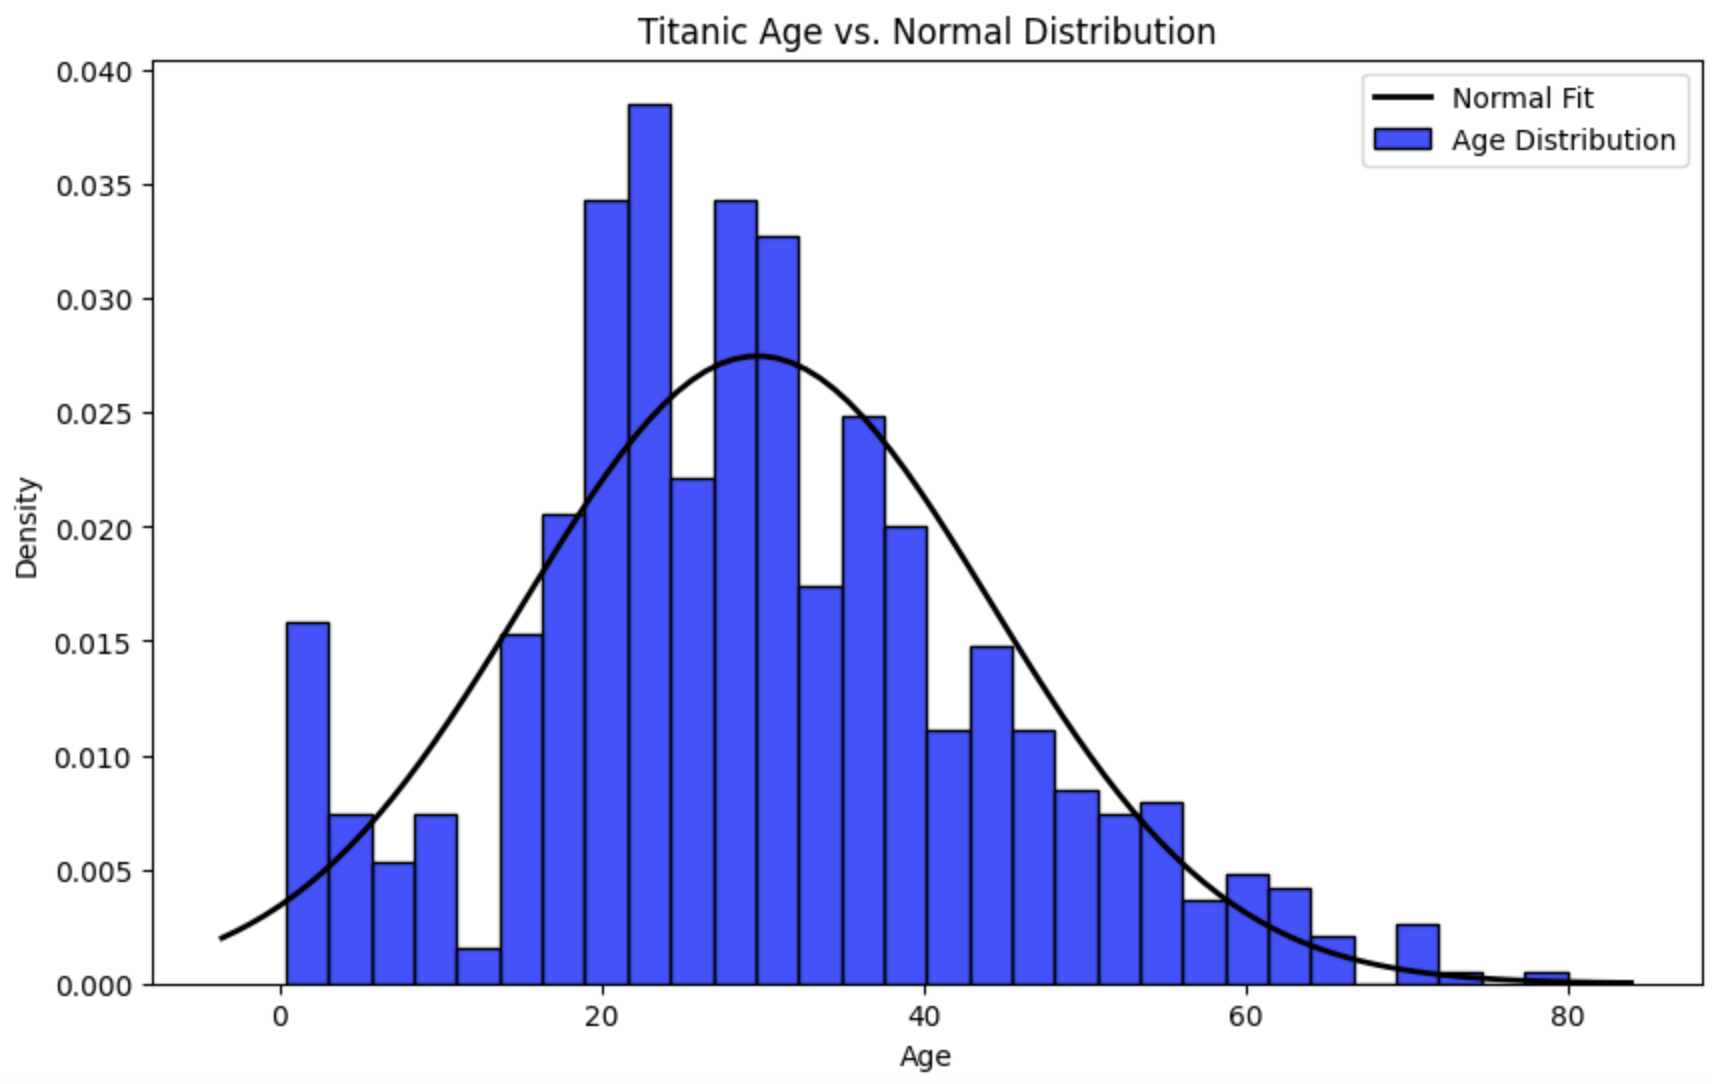 Titanic Age vs. Normal Distribution
Normal Fit
Age Distribution
Density
0.040
0.035
0.030
0.025
0.020
0.015
0.010
0.005
0.000
0 20 40 60 80
Age